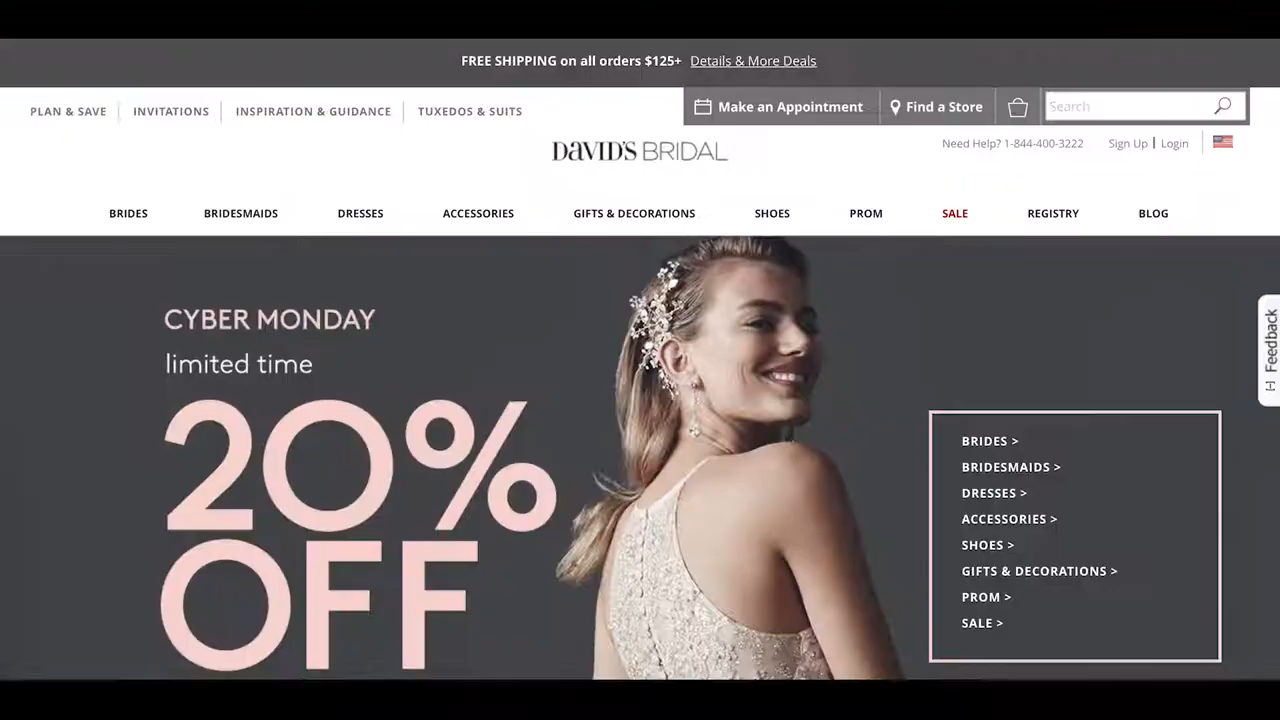 FREE SHIPPING on all orders $125+ Details & More Deals
PLAN & SAVE INVITATIONS INSPIRATION & GUIDANCE TUXEDOS & SUITS
Make an Appointment Find a Store Search
DAVID'S BRIDAL
Need Help? 1-844-400-3222 Sign Up | Login
BRIDES BRIDESMAIDS DRESSES ACCESSORIES GIFTS & DECORATIONS SHOES PROM SALE REGISTRY BLOG
CYBER MONDAY
limited time
20%
OFF
BRIDES >
BRIDESMAIDS >
DRESSES >
ACCESSORIES >
SHOES >
GIFTS & DECORATIONS >
PROM >
SALE >
[-] Feedback